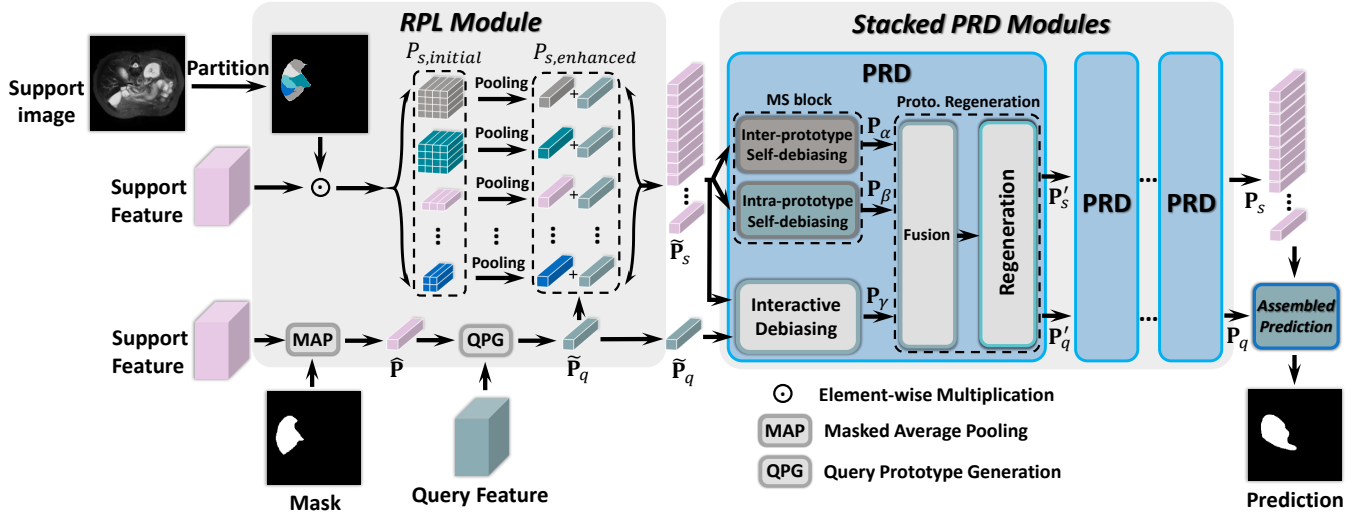 RPL Module
Stacked PRD Modules
Support
image
Partition
P_{s,initial}
P_{s,enhanced}
Pooling
+
Pooling
+
Pooling
+
⋮
⋯
⋮
⋯
⋮
Pooling
+
Support
Feature
⊙
⋮
P̃_s
PRD
MS block
Proto. Regeneration
Inter-prototype
Self-debiasing
P_α
Intra-prototype
Self-debiasing
P_β
Interactive
Debiasing
P_γ
Fusion
Regeneration
P′_s
P′_q
PRD
...
...
PRD
P_s
⋮
P_q
Assembled
Prediction
Support
Feature
MAP
P̂
QPG
P̃_q
P̃_q
Mask
Query Feature
⊙ Element-wise Multiplication
MAP Masked Average Pooling
QPG Query Prototype Generation
Prediction